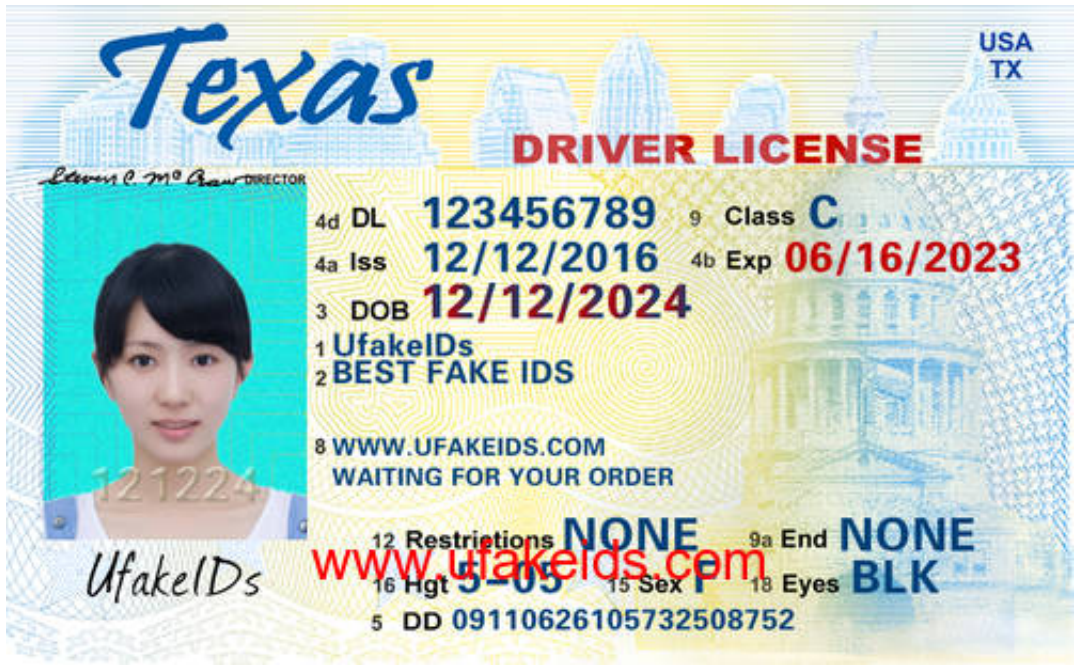 Texas
USA
TX
DRIVER LICENSE
Steven C. McCraw DIRECTOR
4d DL 123456789 9 Class C
4a Iss 12/12/2016 4b Exp 06/16/2023
3 DOB 12/12/2024
1 UfakeIDs
2 BEST FAKE IDS
8 WWW.UFAKEIDS.COM
WAITING FOR YOUR ORDER
121224
12 Restrictions NONE 9a End NONE
www.ufakeids.com
16 Hgt 5-05 15 Sex F 18 Eyes BLK
UfakeIDs
5 DD 09110626105732508752